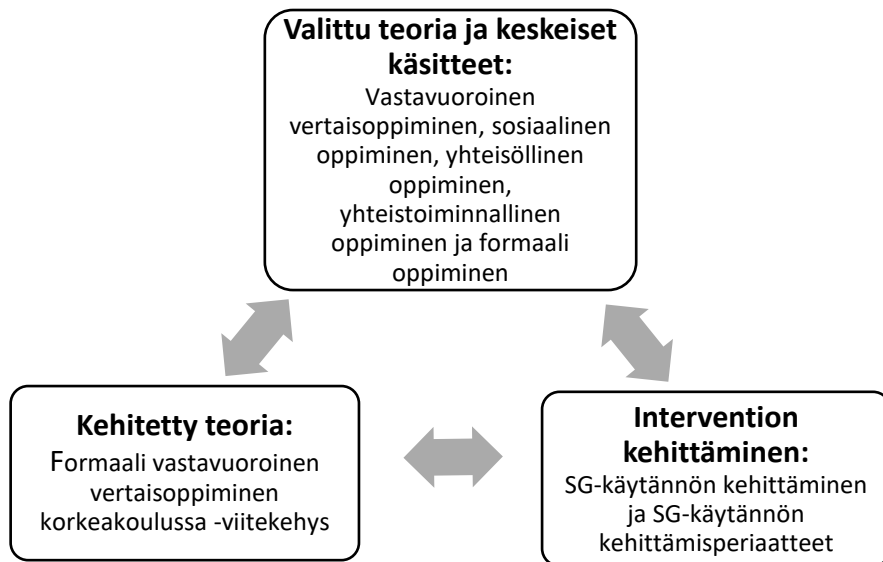 Valittu teoria ja keskeiset
käsitteet:
Vastavuoroinen
vertaisoppiminen, sosiaalinen
oppiminen, yhteisöllinen
oppiminen,
yhteistoiminnallinen
oppiminen ja formaali
oppiminen
Kehitetty teoria:
Formaali vastavuoroinen
vertaisoppiminen
korkeakoulussa -viitekehys
Intervention
kehittäminen:
SG-käytännön kehittäminen
ja SG-käytännön
kehittämisperiaatteet